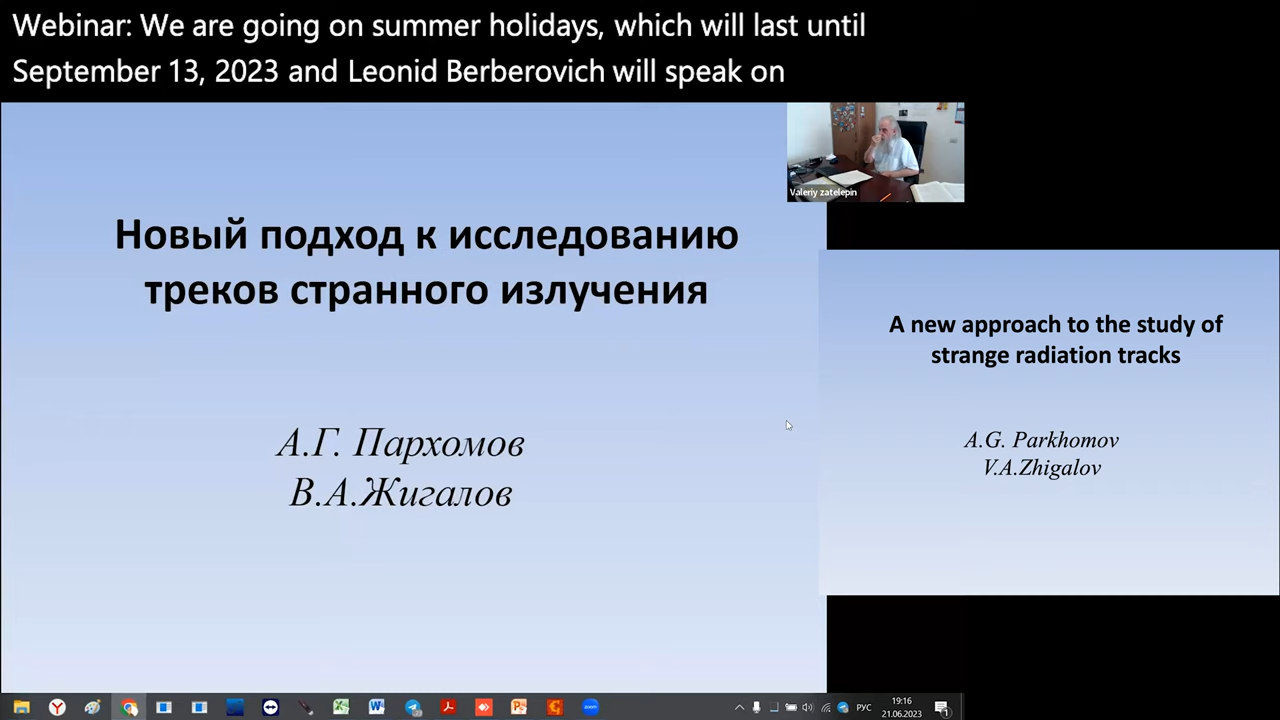 Webinar: We are going on summer holidays, which will last until
September 13, 2023 and Leonid Berberovich will speak on
Valeriy zatelepin
Новый подход к исследованию
треков странного излучения
А.Г. Пархомов
В.А.Жигалов
A new approach to the study of
strange radiation tracks
A.G. Parkhomov
V.A.Zhigalov
РУС
19:16
21.06.2023